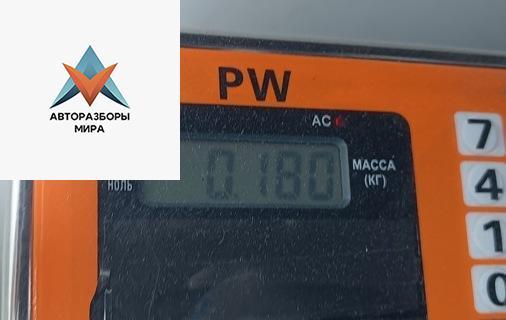 АВТОРАЗБОРЫ
МИРА
PW
AC
НОЛЬ
0.180
МАССА
(КГ)
7
4
1
0